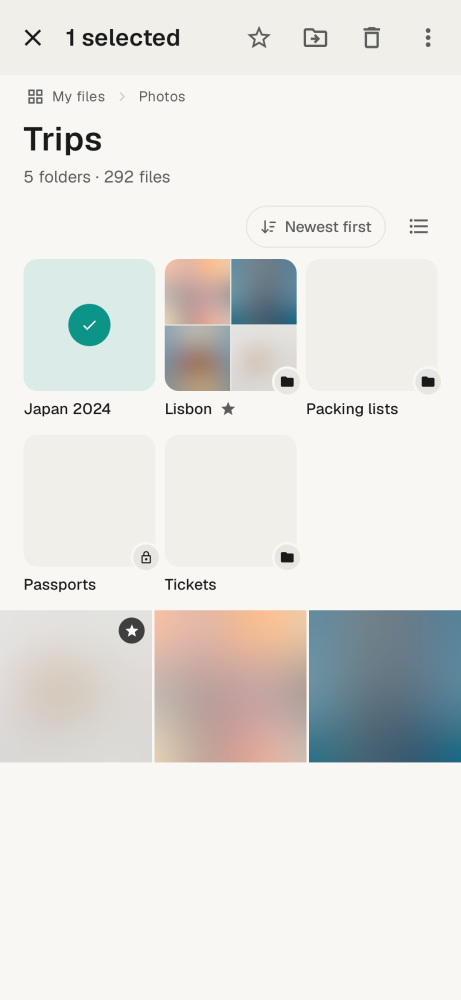 1 selected
My files
Photos
Trips
5 folders · 292 files
Newest first
Japan 2024
Lisbon
Packing lists
Passports
Tickets